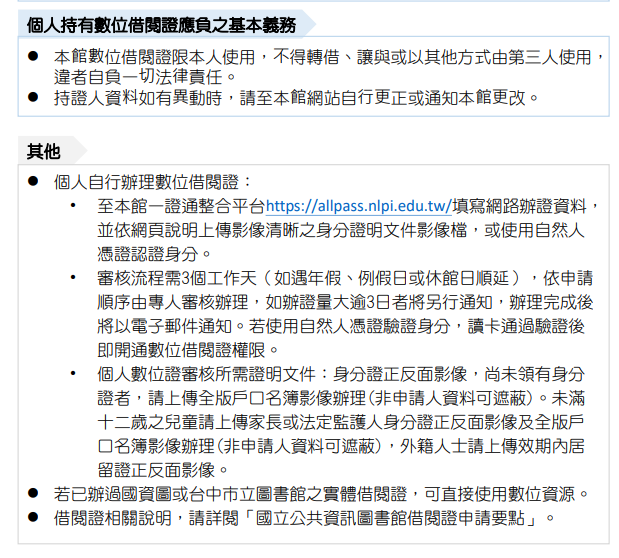 個人持有數位借閱證應負之基本義務
● 本館數位借閱證限本人使用，不得轉借、讓與或以其他方式由第三人使用，
違者自負一切法律責任。
● 持證人資料如有異動時，請至本館網站自行更正或通知本館更改。
其他
● 個人自行辦理數位借閱證：
• 至本館一證通整合平台https://allpass.nlpi.edu.tw/填寫網路辦證資料，
並依網頁說明上傳影像清晰之身分證明文件影像檔，或使用自然人
憑證認證身分。
• 審核流程需3個工作天（如遇年假、例假日或休館日順延），依申請
順序由專人審核辦理，如辦證量大逾3日者將另行通知，辦理完成後
將以電子郵件通知。若使用自然人憑證驗證身分，讀卡通過驗證後
即開通數位借閱證權限。
• 個人數位證審核所需證明文件：身分證正反面影像，尚未領有身分
證者，請上傳全版戶口名簿影像辦理(非申請人資料可遮蔽)。未滿
十二歲之兒童請上傳家長或法定監護人身分證正反面影像及全版戶
口名簿影像辦理(非申請人資料可遮蔽)，外籍人士請上傳效期內居
留證正反面影像。
● 若已辦過國資圖或台中市立圖書館之實體借閱證，可直接使用數位資源。
● 借閱證相關說明，請詳閱「國立公共資訊圖書館借閱證申請要點」。